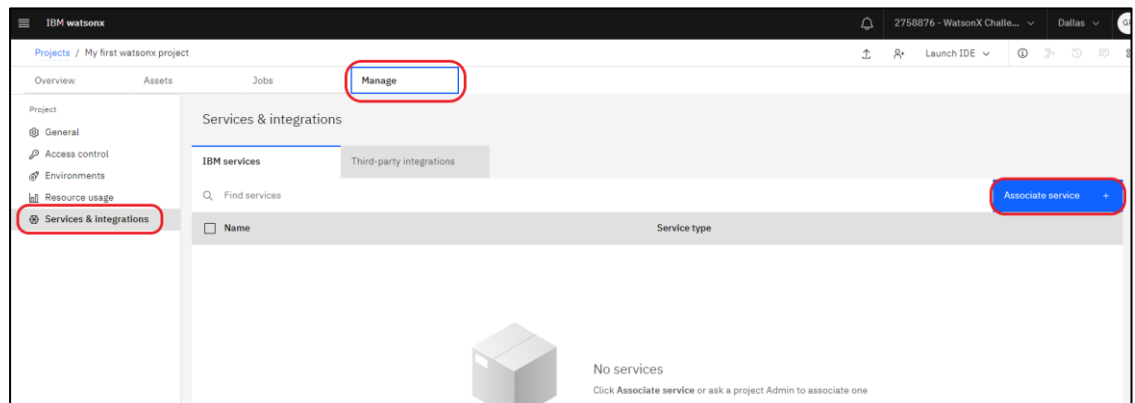 IBM watsonx
2758876 - WatsonX Challe...
Dallas
Projects / My first watsonx project
Launch IDE
Overview
Assets
Jobs
Manage
Project
General
Access control
Environments
Resource usage
Services & integrations
Services & integrations
IBM services
Third-party integrations
Find services
Associate service +
Name
Service type
No services
Click Associate service or ask a project Admin to associate one